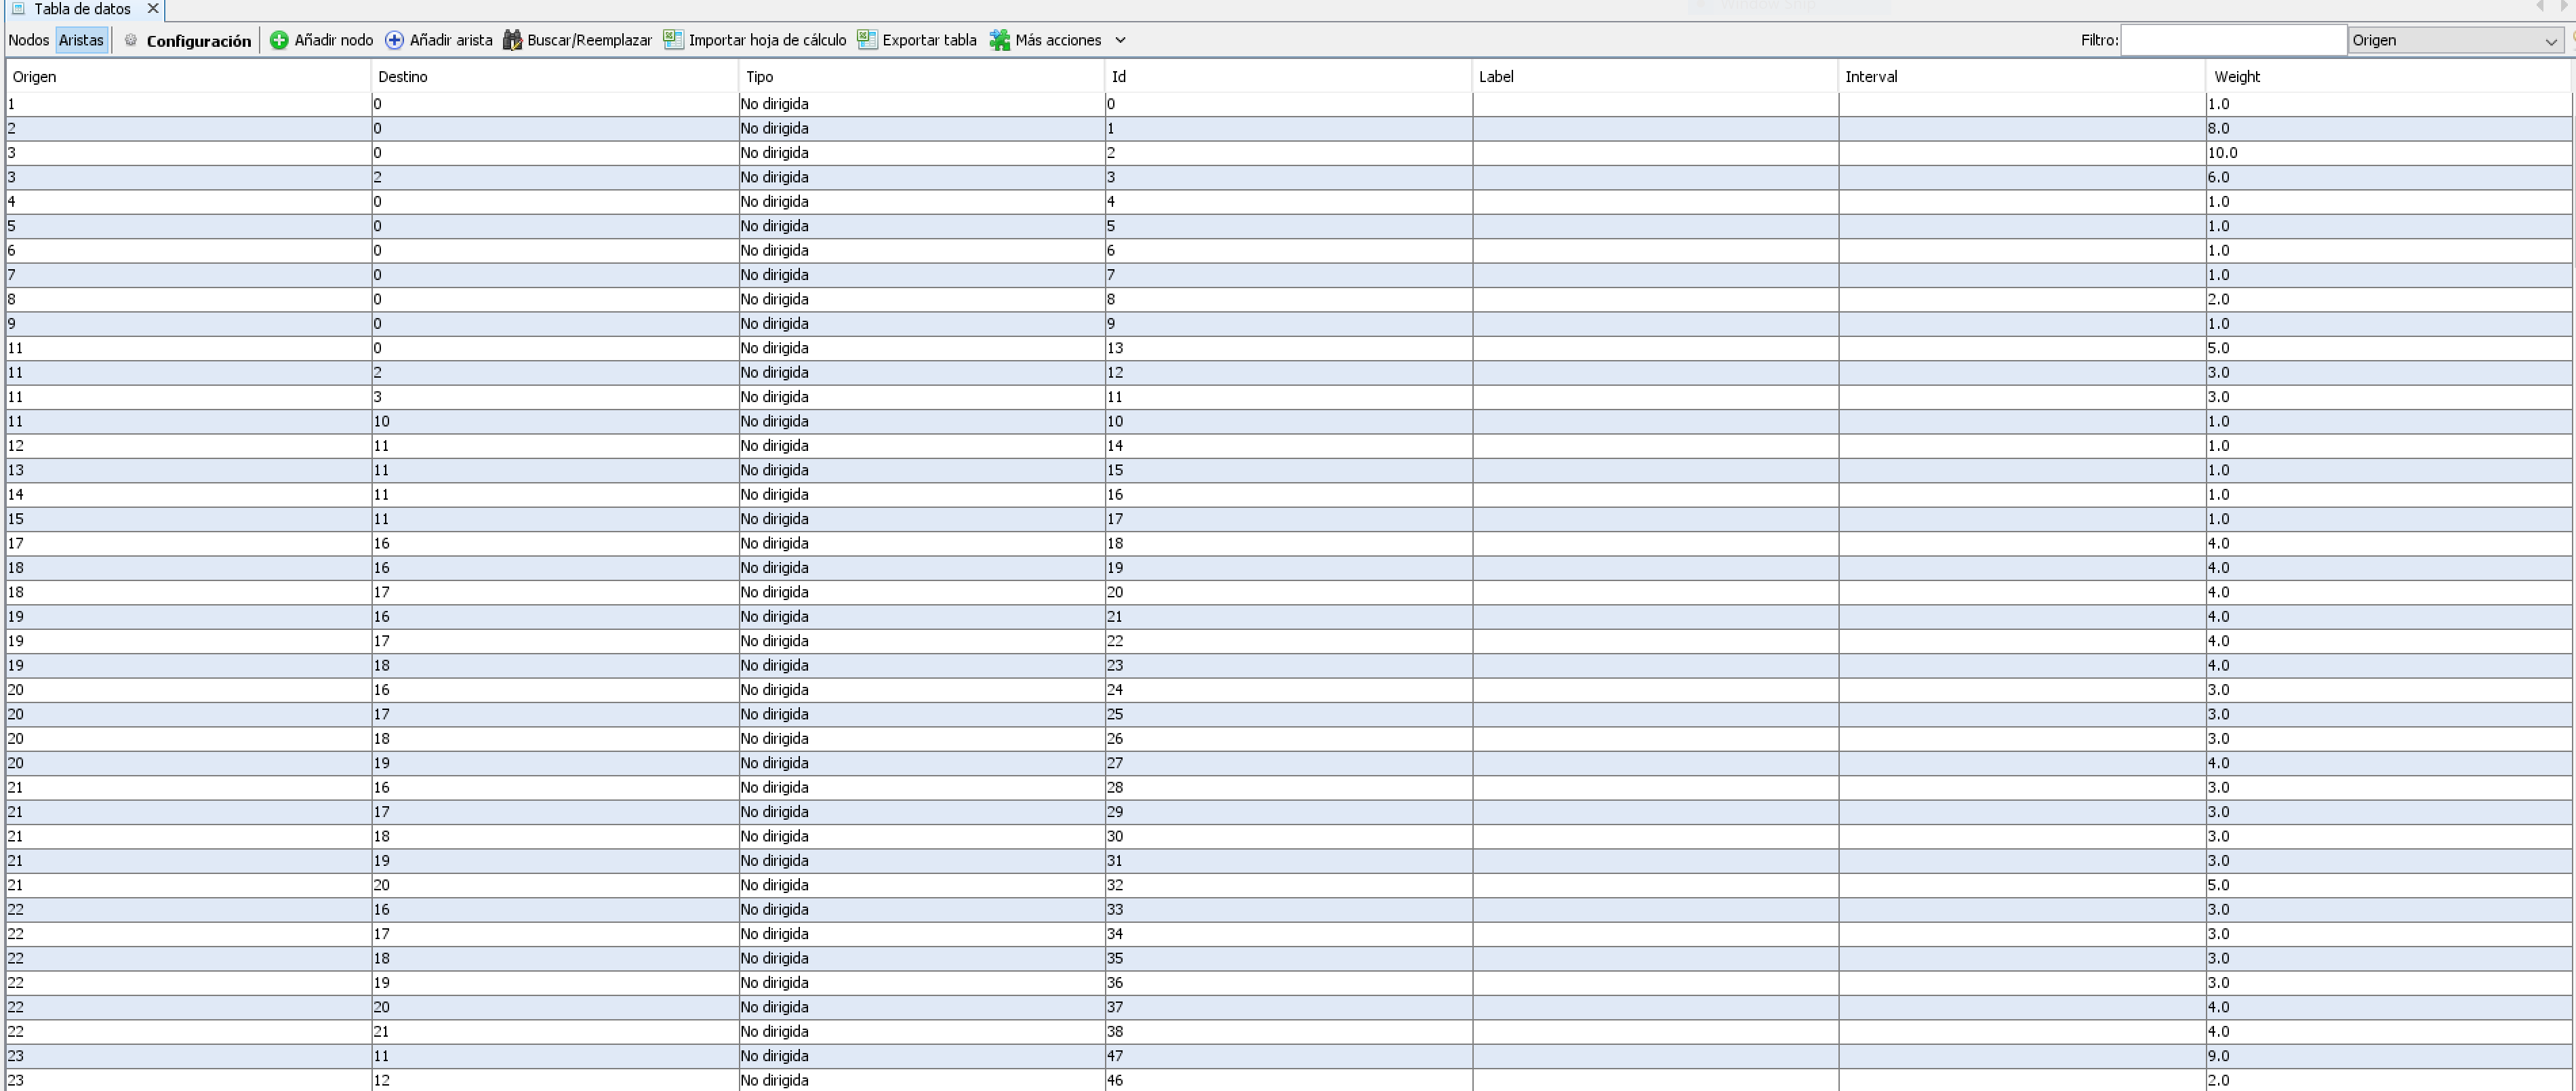 Tabla de datos
Nodos Aristas Configuración Añadir nodo Añadir arista Buscar/Reemplazar Importar hoja de cálculo Exportar tabla Más acciones Filtro: Origen
Origen Destino Tipo Id Label Interval Weight
1 0 No dirigida 0 1.0
2 0 No dirigida 1 8.0
3 0 No dirigida 2 10.0
3 2 No dirigida 3 6.0
4 0 No dirigida 4 1.0
5 0 No dirigida 5 1.0
6 0 No dirigida 6 1.0
7 0 No dirigida 7 1.0
8 0 No dirigida 8 2.0
9 0 No dirigida 9 1.0
11 0 No dirigida 13 5.0
11 2 No dirigida 12 3.0
11 3 No dirigida 11 3.0
11 10 No dirigida 10 1.0
12 11 No dirigida 14 1.0
13 11 No dirigida 15 1.0
14 11 No dirigida 16 1.0
15 11 No dirigida 17 1.0
17 16 No dirigida 18 4.0
18 16 No dirigida 19 4.0
18 17 No dirigida 20 4.0
19 16 No dirigida 21 4.0
19 17 No dirigida 22 4.0
19 18 No dirigida 23 4.0
20 16 No dirigida 24 3.0
20 17 No dirigida 25 3.0
20 18 No dirigida 26 3.0
20 19 No dirigida 27 4.0
21 16 No dirigida 28 3.0
21 17 No dirigida 29 3.0
21 18 No dirigida 30 3.0
21 19 No dirigida 31 3.0
21 20 No dirigida 32 5.0
22 16 No dirigida 33 3.0
22 17 No dirigida 34 3.0
22 18 No dirigida 35 3.0
22 19 No dirigida 36 3.0
22 20 No dirigida 37 4.0
22 21 No dirigida 38 4.0
23 11 No dirigida 47 9.0
23 12 No dirigida 46 2.0